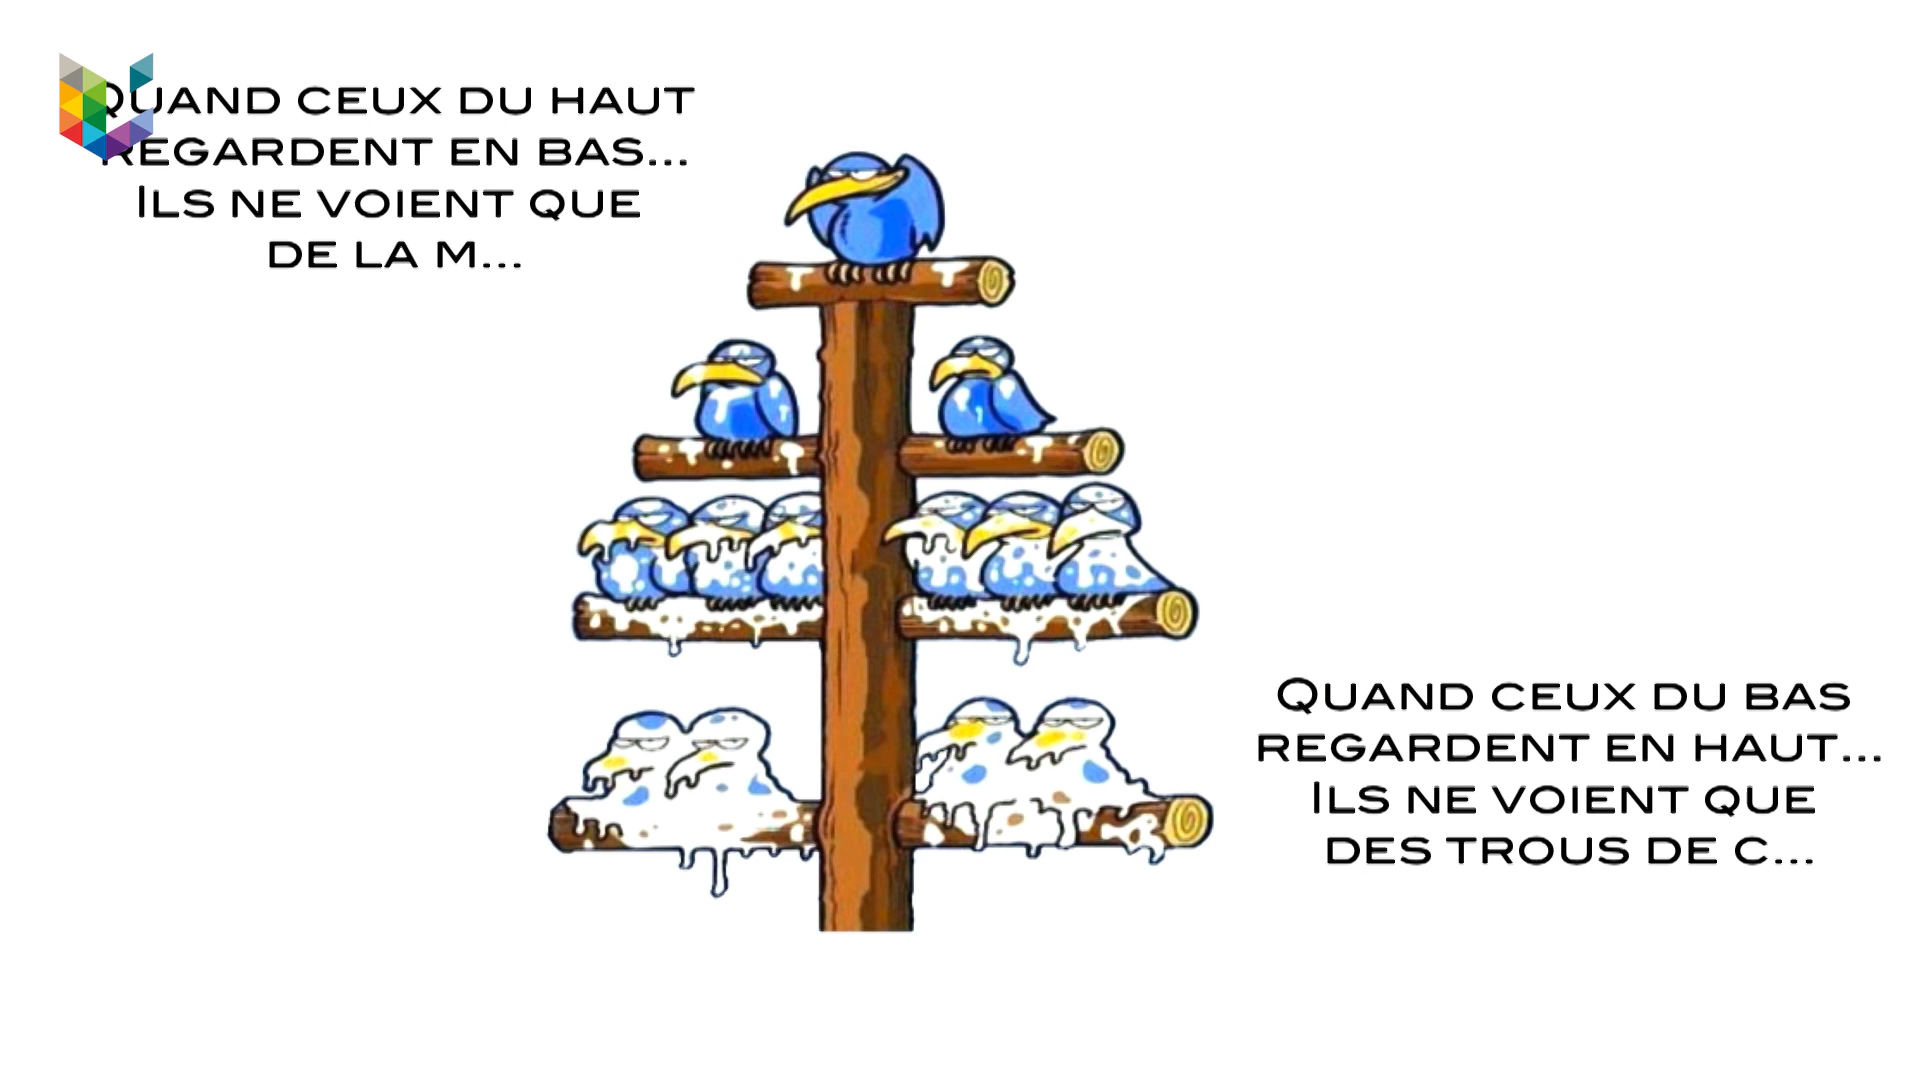 Quand ceux du haut
regardent en bas...
Ils ne voient que
de la m...
Quand ceux du bas
regardent en haut...
Ils ne voient que
des trous de c...